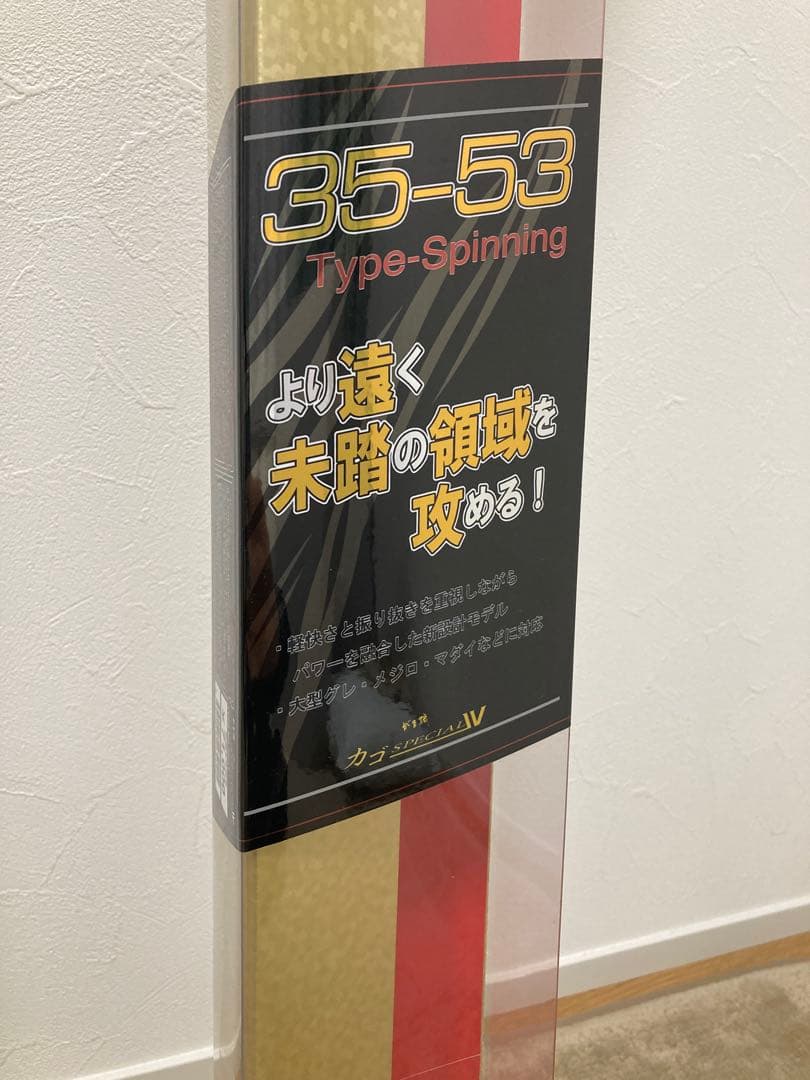 35-53
Type-Spinning
より遠く
未踏の領域を
攻める!
・軽快さと振り抜きを重視しながら
パワーを融合した新設計モデル
・大型グレ・メジロ・マダイなどに対応
がま磯
カゴSPECIAL Ⅳ